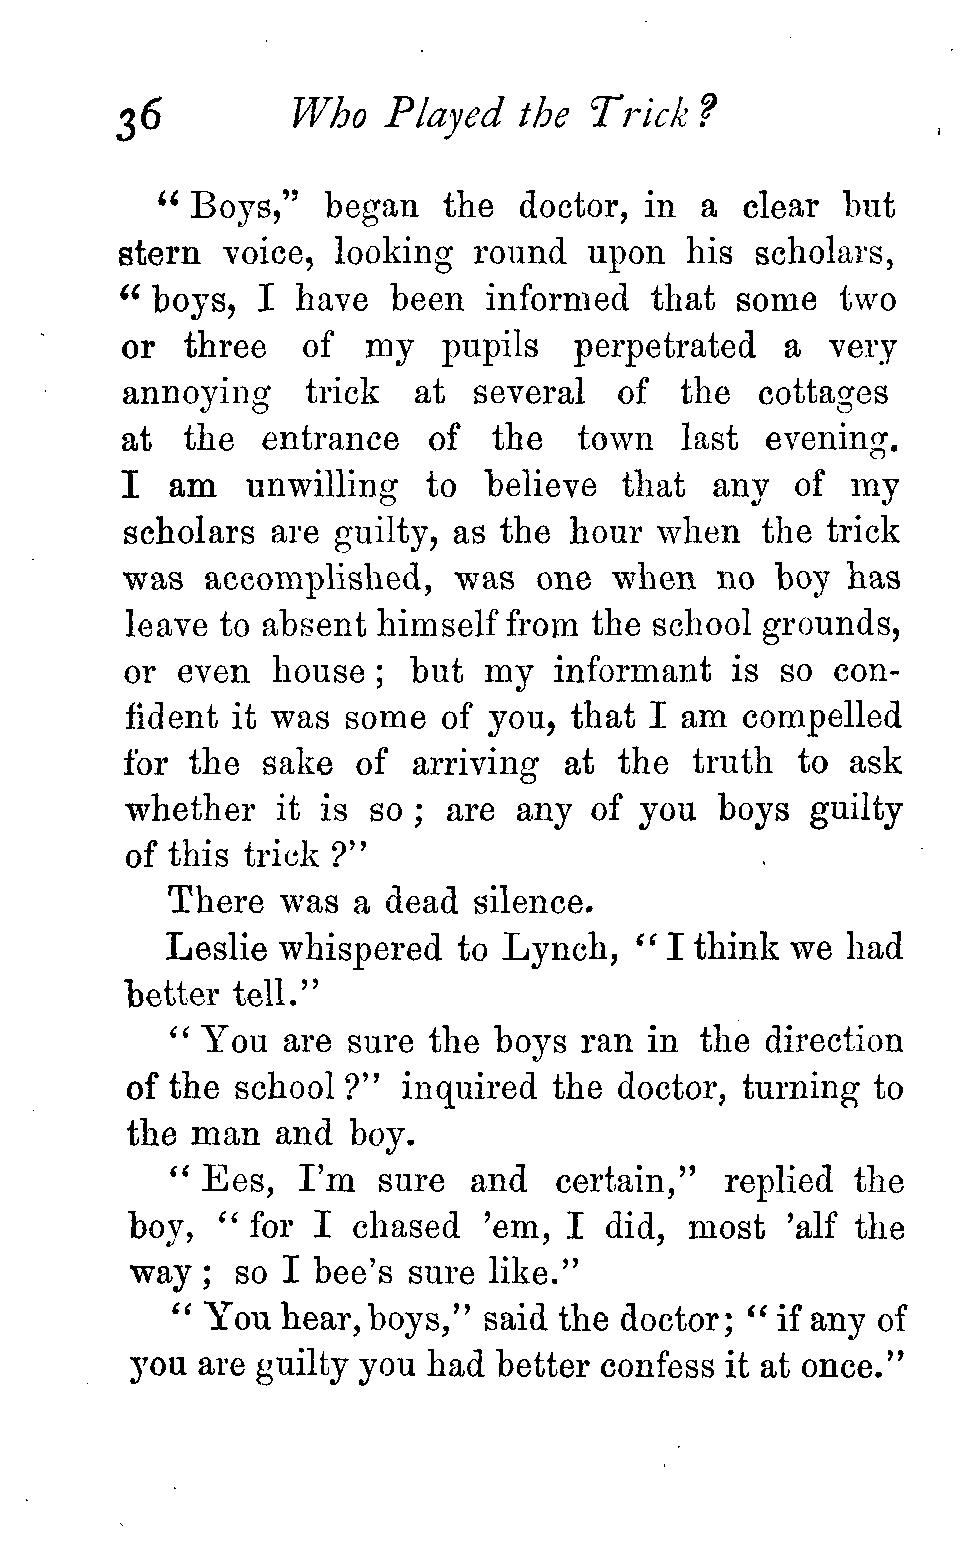 36 Who Played the Trick?
“Boys,” began the doctor, in a clear but
stern voice, looking round upon his scholars,
“boys, I have been informed that some two
or three of my pupils perpetrated a very
annoying trick at several of the cottages
at the entrance of the town last evening.
I am unwilling to believe that any of my
scholars are guilty, as the hour when the trick
was accomplished, was one when no boy has
leave to absent himself from the school grounds,
or even house; but my informant is so con-
fident it was some of you, that I am compelled
for the sake of arriving at the truth to ask
whether it is so; are any of you boys guilty
of this trick?”
There was a dead silence.
Leslie whispered to Lynch, “I think we had
better tell.”
“You are sure the boys ran in the direction
of the school?” inquired the doctor, turning to
the man and boy.
“Ees, I’m sure and certain,” replied the
boy, “for I chased ’em, I did, most ’alf the
way; so I bee’s sure like.”
“You hear, boys,” said the doctor; “if any of
you are guilty you had better confess it at once.”